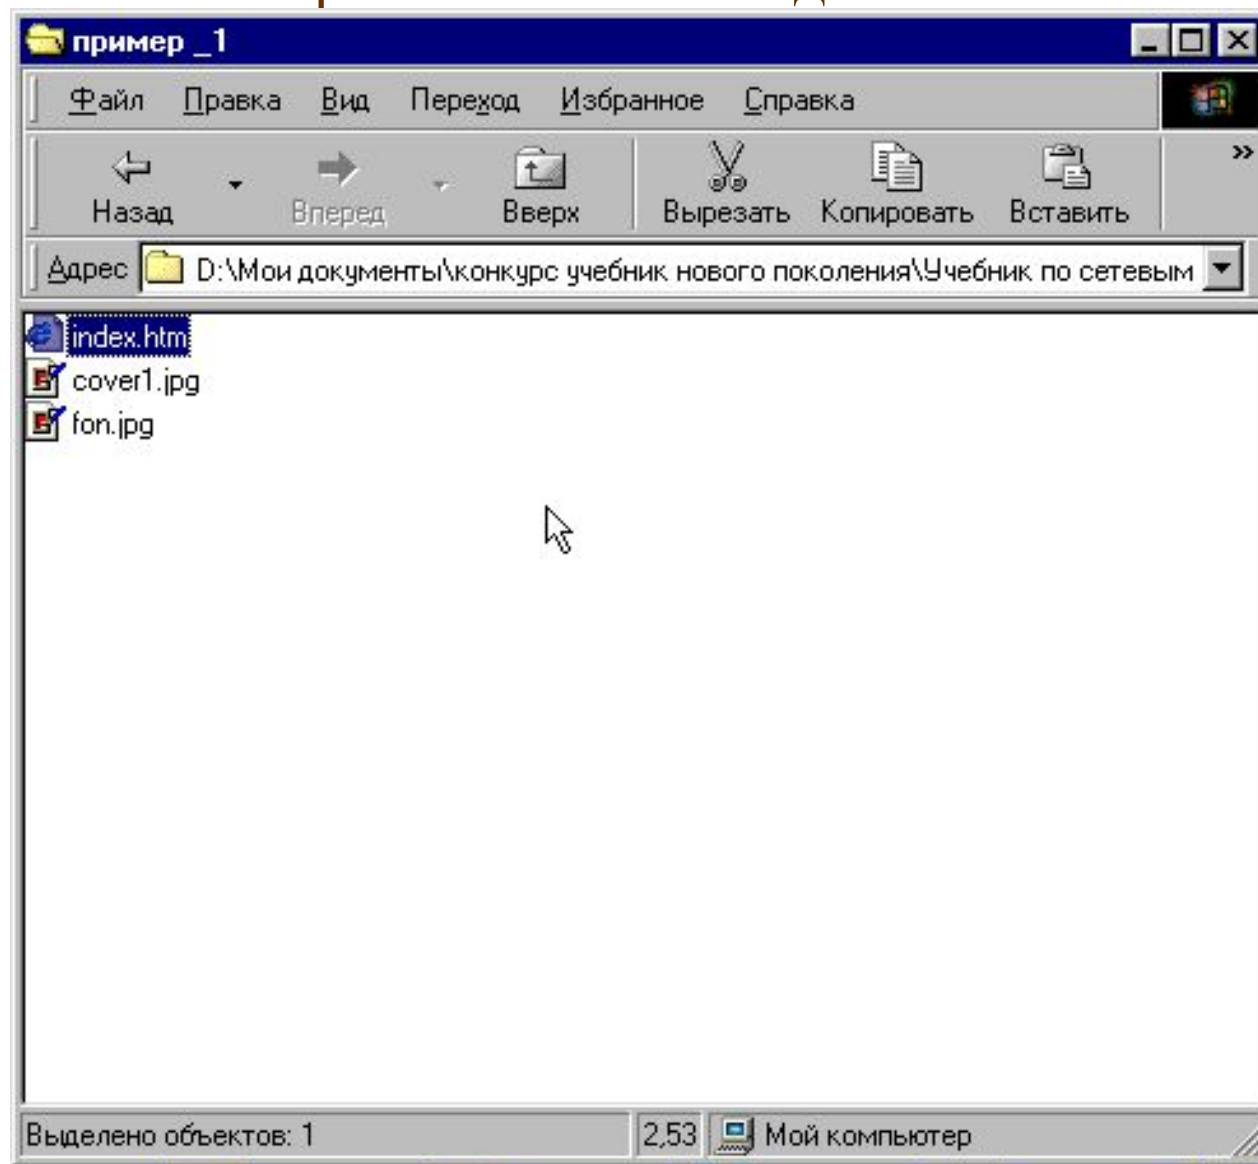 пример _1
Файл Правка Вид Переход Избранное Справка
Назад Вперед Вверх Вырезать Копировать Вставить
Адрес D:\Мои документы\конкурс учебник нового поколения\Учебник по сетевым
index.htm
cover1.jpg
fon.jpg
Выделено объектов: 1 2,53 Мой компьютер